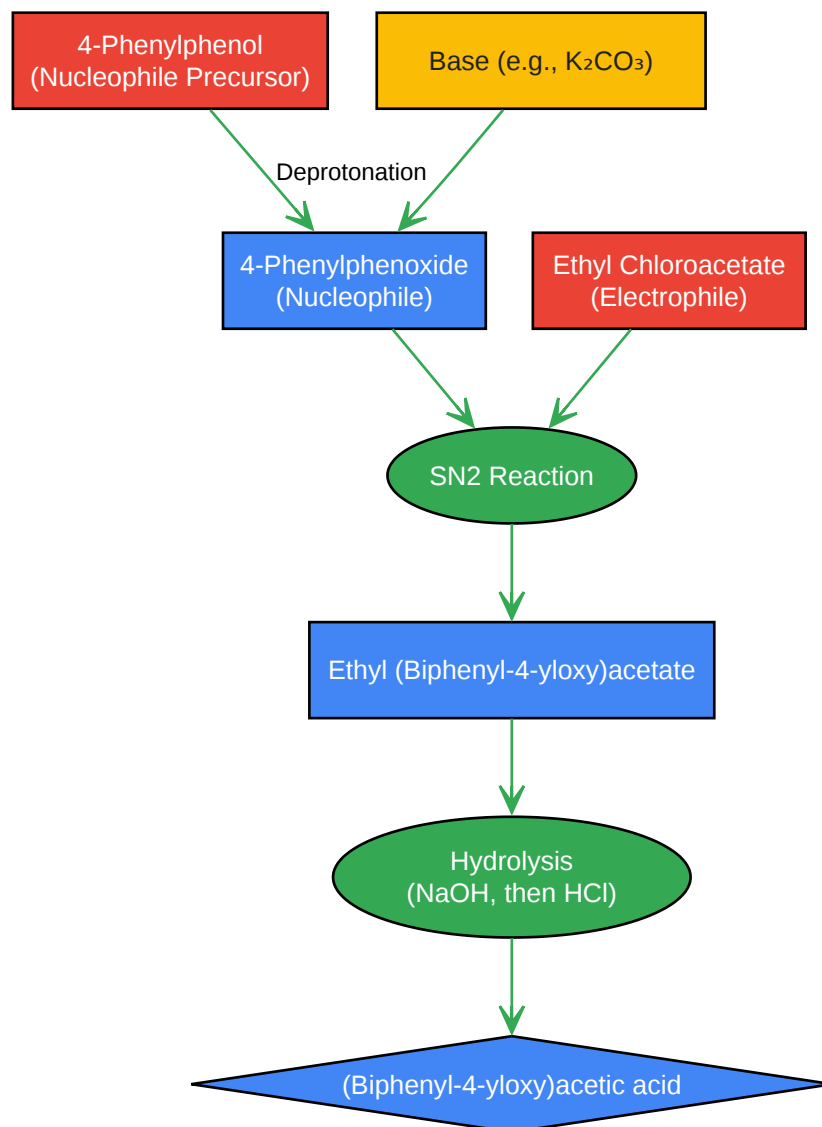 4-Phenylphenol
(Nucleophile Precursor)
Base (e.g., K₂CO₃)
Deprotonation
4-Phenylphenoxide
(Nucleophile)
Ethyl Chloroacetate
(Electrophile)
SN2 Reaction
Ethyl (Biphenyl-4-yloxy)acetate
Hydrolysis
(NaOH, then HCl)
(Biphenyl-4-yloxy)acetic acid